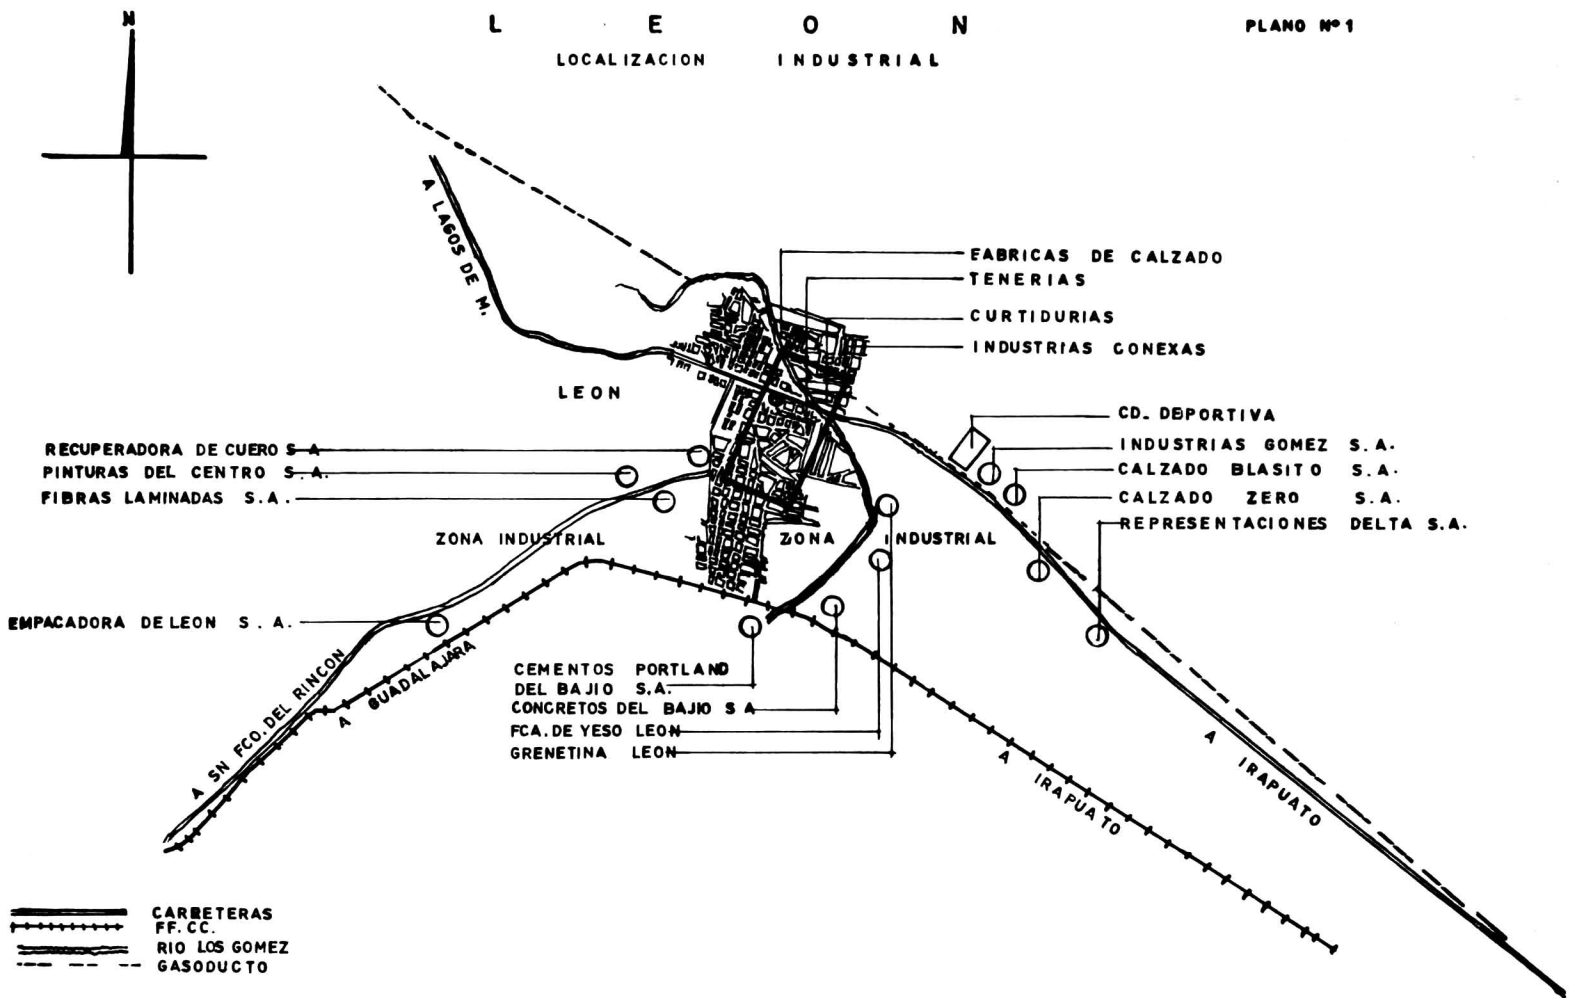 N
L E O N
PLANO Nº 1
LOCALIZACION INDUSTRIAL
A LAGOS DE M.
FABRICAS DE CALZADO
TENERIAS
CURTIDURIAS
INDUSTRIAS CONEXAS
LEON
CD. DEPORTIVA
INDUSTRIAS GOMEZ S.A.
CALZADO BLASITO S.A.
CALZADO ZERO S.A.
REPRESENTACIONES DELTA S.A.
RECUPERADORA DE CUERO S A
PINTURAS DEL CENTRO S.A.
FIBRAS LAMINADAS S.A.
ZONA INDUSTRIAL
ZONA INDUSTRIAL
EMPACADORA DE LEON S.A.
A SN FCO. DEL RINCON
A GUADALAJARA
CEMENTOS PORTLAND
DEL BAJIO S.A.
CONCRETOS DEL BAJIO S A
FCA. DE YESO LEON
GRENETINA LEON
A IRAPUATO
A IRAPUATO
CARRETERAS
FF. CC.
RIO LOS GOMEZ
GASODUCTO